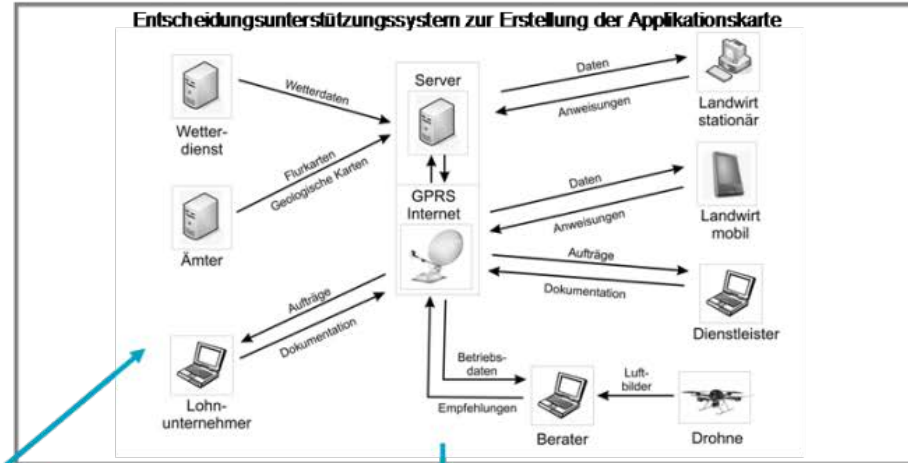 Entscheidungsunterstützungssystem zur Erstellung der Applikationskarte
Wetter-
dienst
Wetterdaten
Server
Daten
Anweisungen
Landwirt
stationär
Flurkarten
Geologische Karten
Ämter
GPRS
Internet
Daten
Anweisungen
Landwirt
mobil
Aufträge
Dokumentation
Dienstleister
Aufträge
Dokumentation
Lohn-
unternehmer
Betriebs-
daten
Empfehlungen
Berater
Luft-
bilder
Drohne